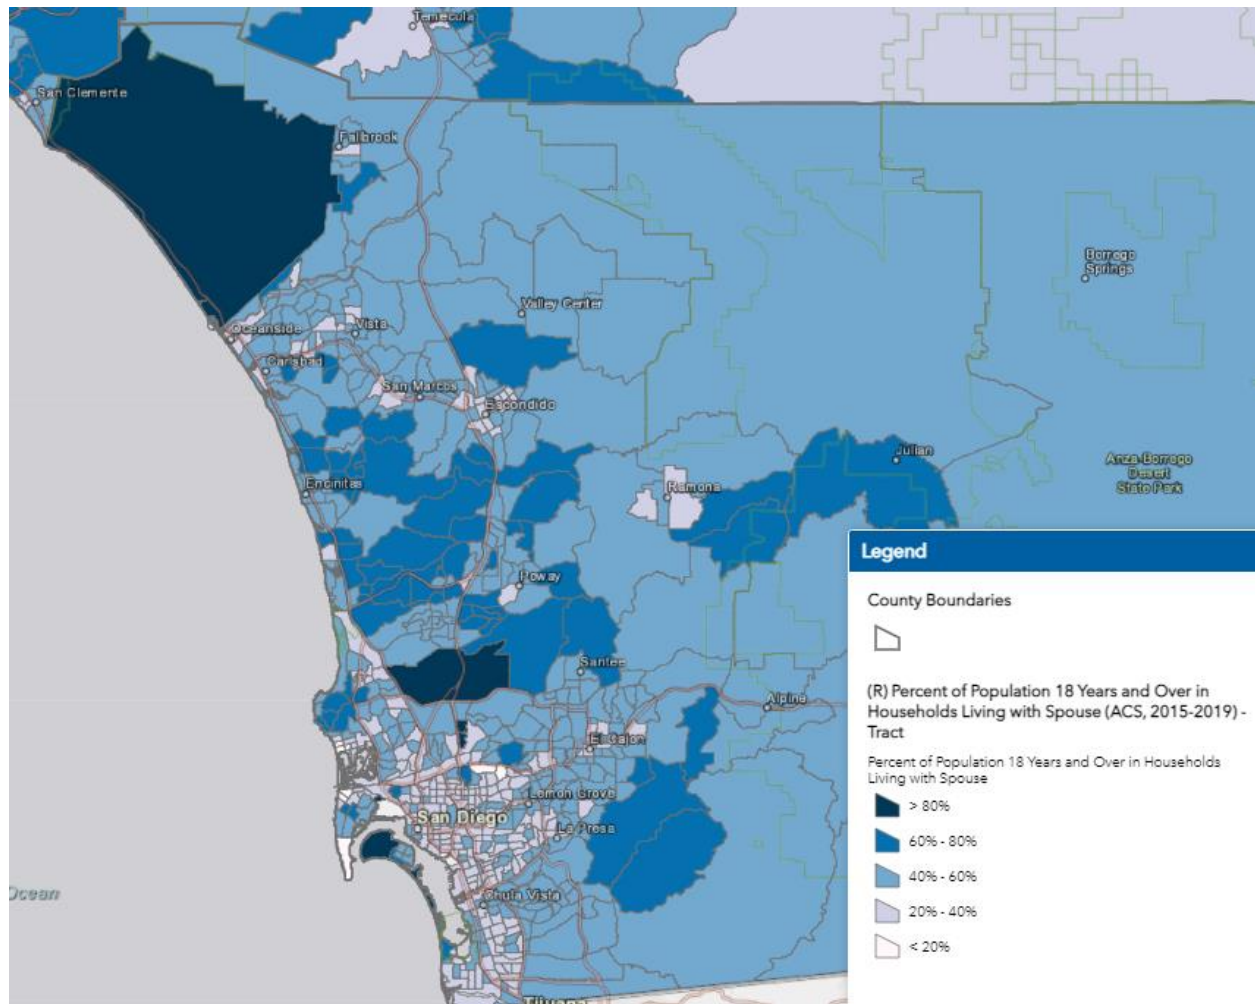 Temecula
San Clemente
Fallbrook
Borrego
Springs
Valley Center
Oceanside
Vista
Carlsbad
San Marcos
Escondido
Julian
Anza-Borrego
Desert
State Park
Encinitas
Ramona
Poway
Santee
Alpine
El Cajon
Lemon Grove
San Diego
La Presa
Chula Vista
Ocean
Tijuana
Legend
County Boundaries
(R) Percent of Population 18 Years and Over in
Households Living with Spouse (ACS, 2015-2019) -
Tract
Percent of Population 18 Years and Over in Households
Living with Spouse
> 80%
60% - 80%
40% - 60%
20% - 40%
< 20%